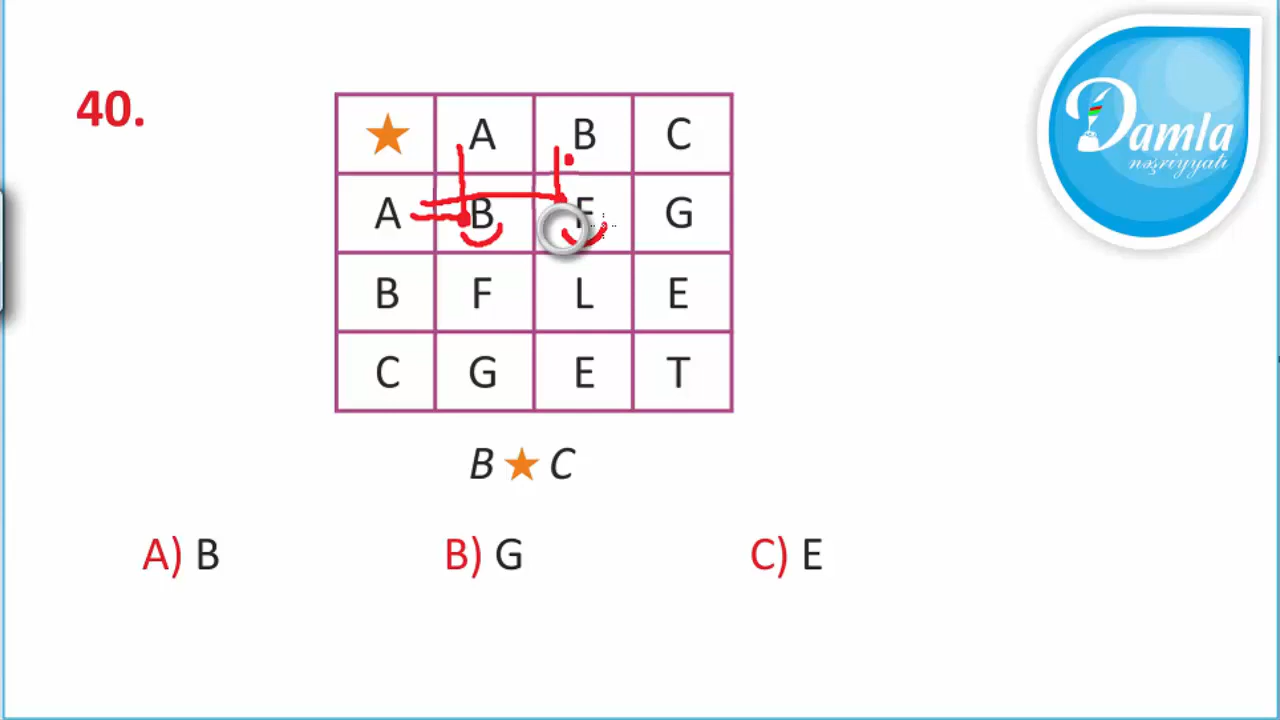 40.
★ A B C
A B F G
B F L E
C G E T
B ★ C
A) B B) G C) E
Damla
nəşriyyatı